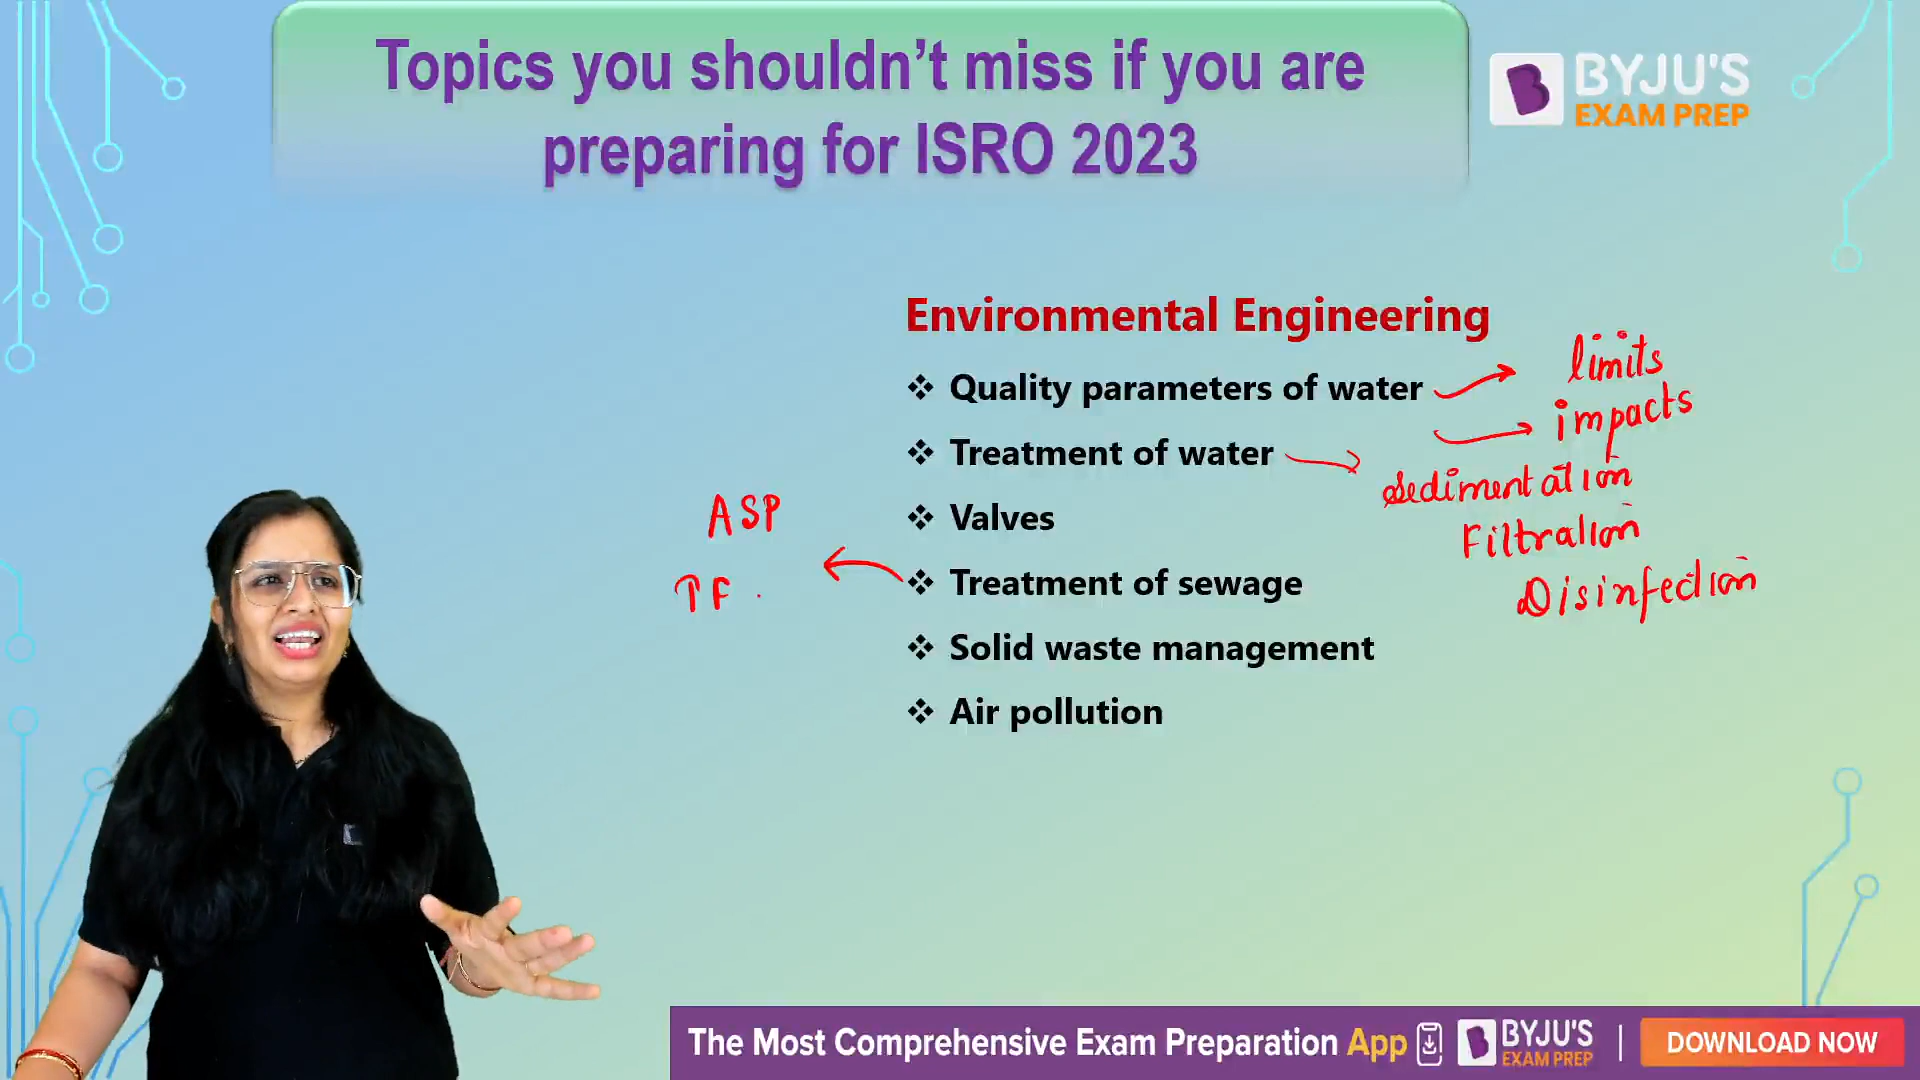 Topics you shouldn't miss if you are
preparing for ISRO 2023
BYJU'S
EXAM PREP
Environmental Engineering
❖ Quality parameters of water
limits
impacts
❖ Treatment of water
Sedimentation
Filtration
Disinfection
❖ Valves
ASP
TF
❖ Treatment of sewage
❖ Solid waste management
❖ Air pollution
The Most Comprehensive Exam Preparation App
BYJU'S
EXAM PREP
DOWNLOAD NOW